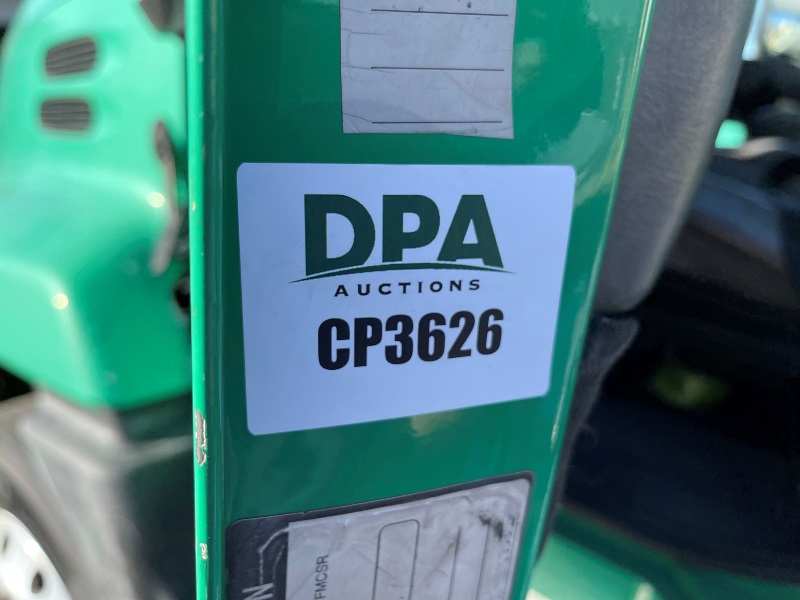 DPA
AUCTIONS
CP3626
FMCSR